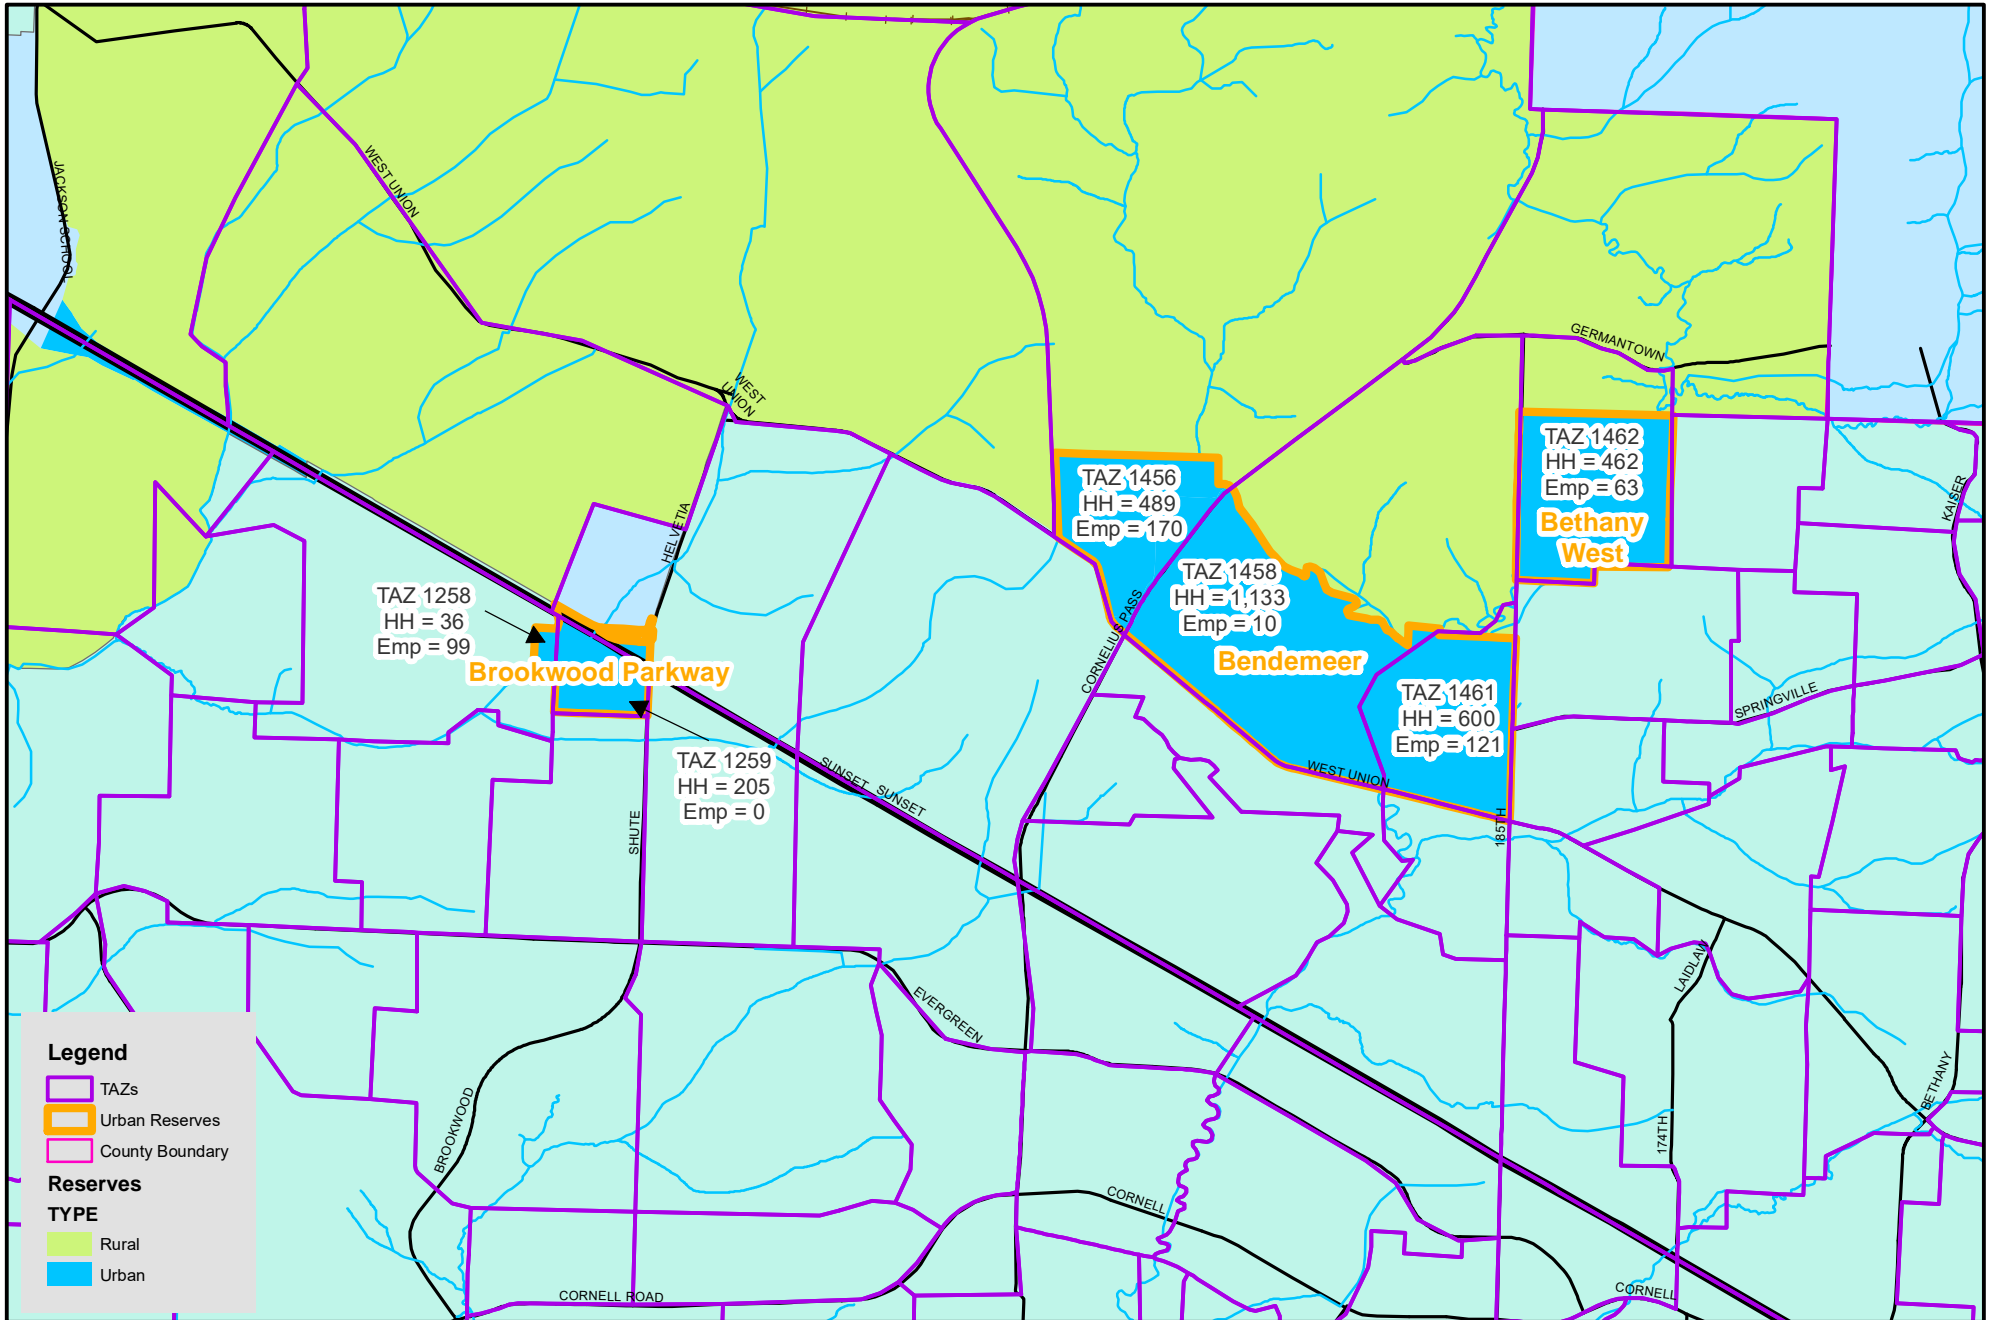 JACKSON SCHOOL
WEST UNION
WEST
UNION
GERMANTOWN
KAISER
HELVETIA
TAZ 1456
HH = 489
Emp = 170
TAZ 1462
HH = 462
Emp = 63
Bethany
West
TAZ 1458
HH = 1,133
Emp = 10
Bendemeer
TAZ 1258
HH = 36
Emp = 99
Brookwood Parkway
CORNELIUS PASS
TAZ 1461
HH = 600
Emp = 121
SPRINGVILLE
TAZ 1259
HH = 205
Emp = 0
SUNSET
SUNSET
WEST UNION
185TH
SHUTE
EVERGREEN
LAIDLAW
BETHANY
BROOKWOOD
174TH
CORNELL
CORNELL
CORNELL ROAD
Legend
TAZs
Urban Reserves
County Boundary
Reserves
TYPE
Rural
Urban